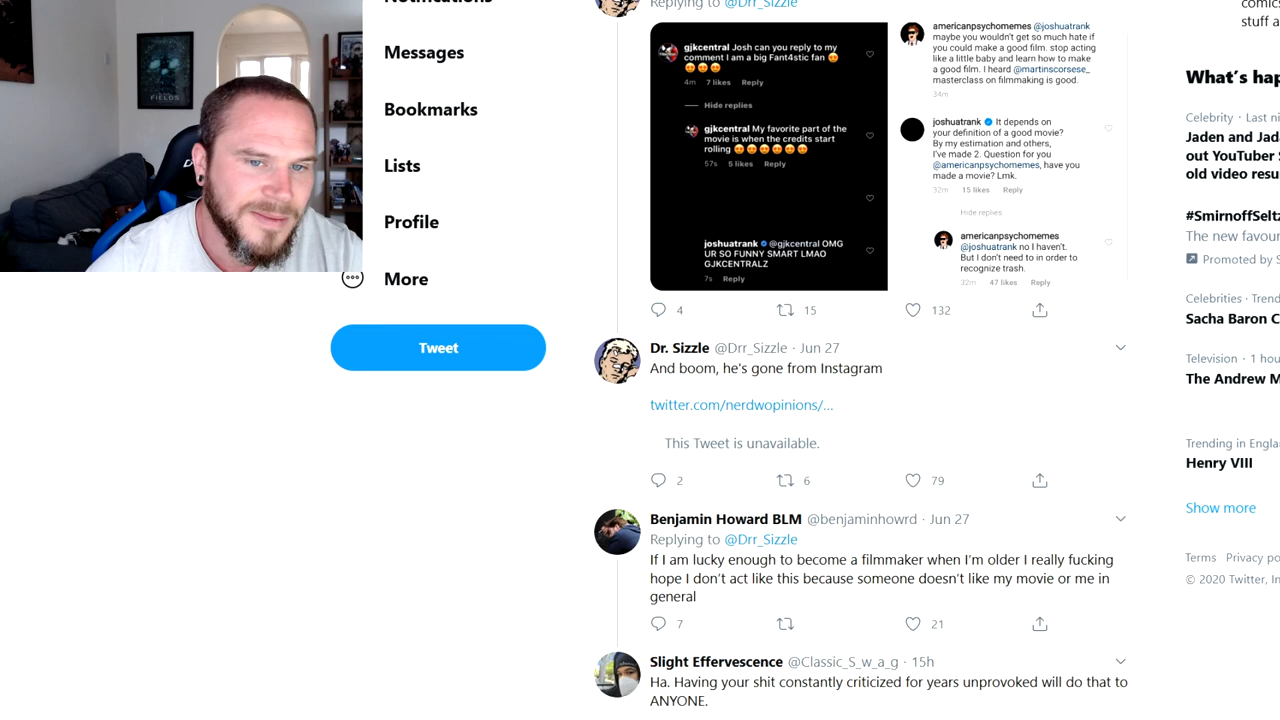 Notifications
Messages
Bookmarks
Lists
Profile
More
Tweet
FIELDS
Replying to @Drr_Sizzle
gjkcentral Josh can you reply to my
comment I am a big Fant4stic fan 😍
😍😍😍
4m 7 likes Reply
Hide replies
gjkcentral My favorite part of the
movie is when the credits start
rolling 😍😍😍😍😍😍
57s 5 likes Reply
joshuatrank @gjkcentral OMG
UR SO FUNNY SMART LMAO
GJKCENTRALZ
7s Reply
americanpsychomemes @joshuatrank
maybe you wouldn't get so much hate if
you could make a good film. stop acting
like a little baby and learn how to make
a good film. I heard @martinscorsese_
masterclass on filmmaking is good.
34m
joshuatrank It depends on
your definition of a good movie?
By my estimation and others,
I've made 2. Question for you
@americanpsychomemes, have you
made a movie? Lmk.
32m 15 likes Reply
Hide replies
americanpsychomemes
@joshuatrank no I haven't.
But I don't need to in order to
recognize trash.
32m 47 likes Reply
4 15 132
Dr. Sizzle @Drr_Sizzle · Jun 27
And boom, he's gone from Instagram
twitter.com/nerdwopinions/...
This Tweet is unavailable.
2 6 79
Benjamin Howard BLM @benjaminhowrd · Jun 27
Replying to @Drr_Sizzle
If I am lucky enough to become a filmmaker when I'm older I really fucking
hope I don't act like this because someone doesn't like my movie or me in
general
7 21
Slight Effervescence @Classic_S_w_a_g · 15h
Ha. Having your shit constantly criticized for years unprovoked will do that to
ANYONE.
comics
stuff a
What's hap
Celebrity · Last ni
Jaden and Jad
out YouTuber S
old video resu
#SmirnoffSeltz
The new favour
Promoted by S
Celebrities · Trend
Sacha Baron C
Television · 1 hou
The Andrew M
Trending in Engla
Henry VIII
Show more
Terms Privacy po
© 2020 Twitter, In